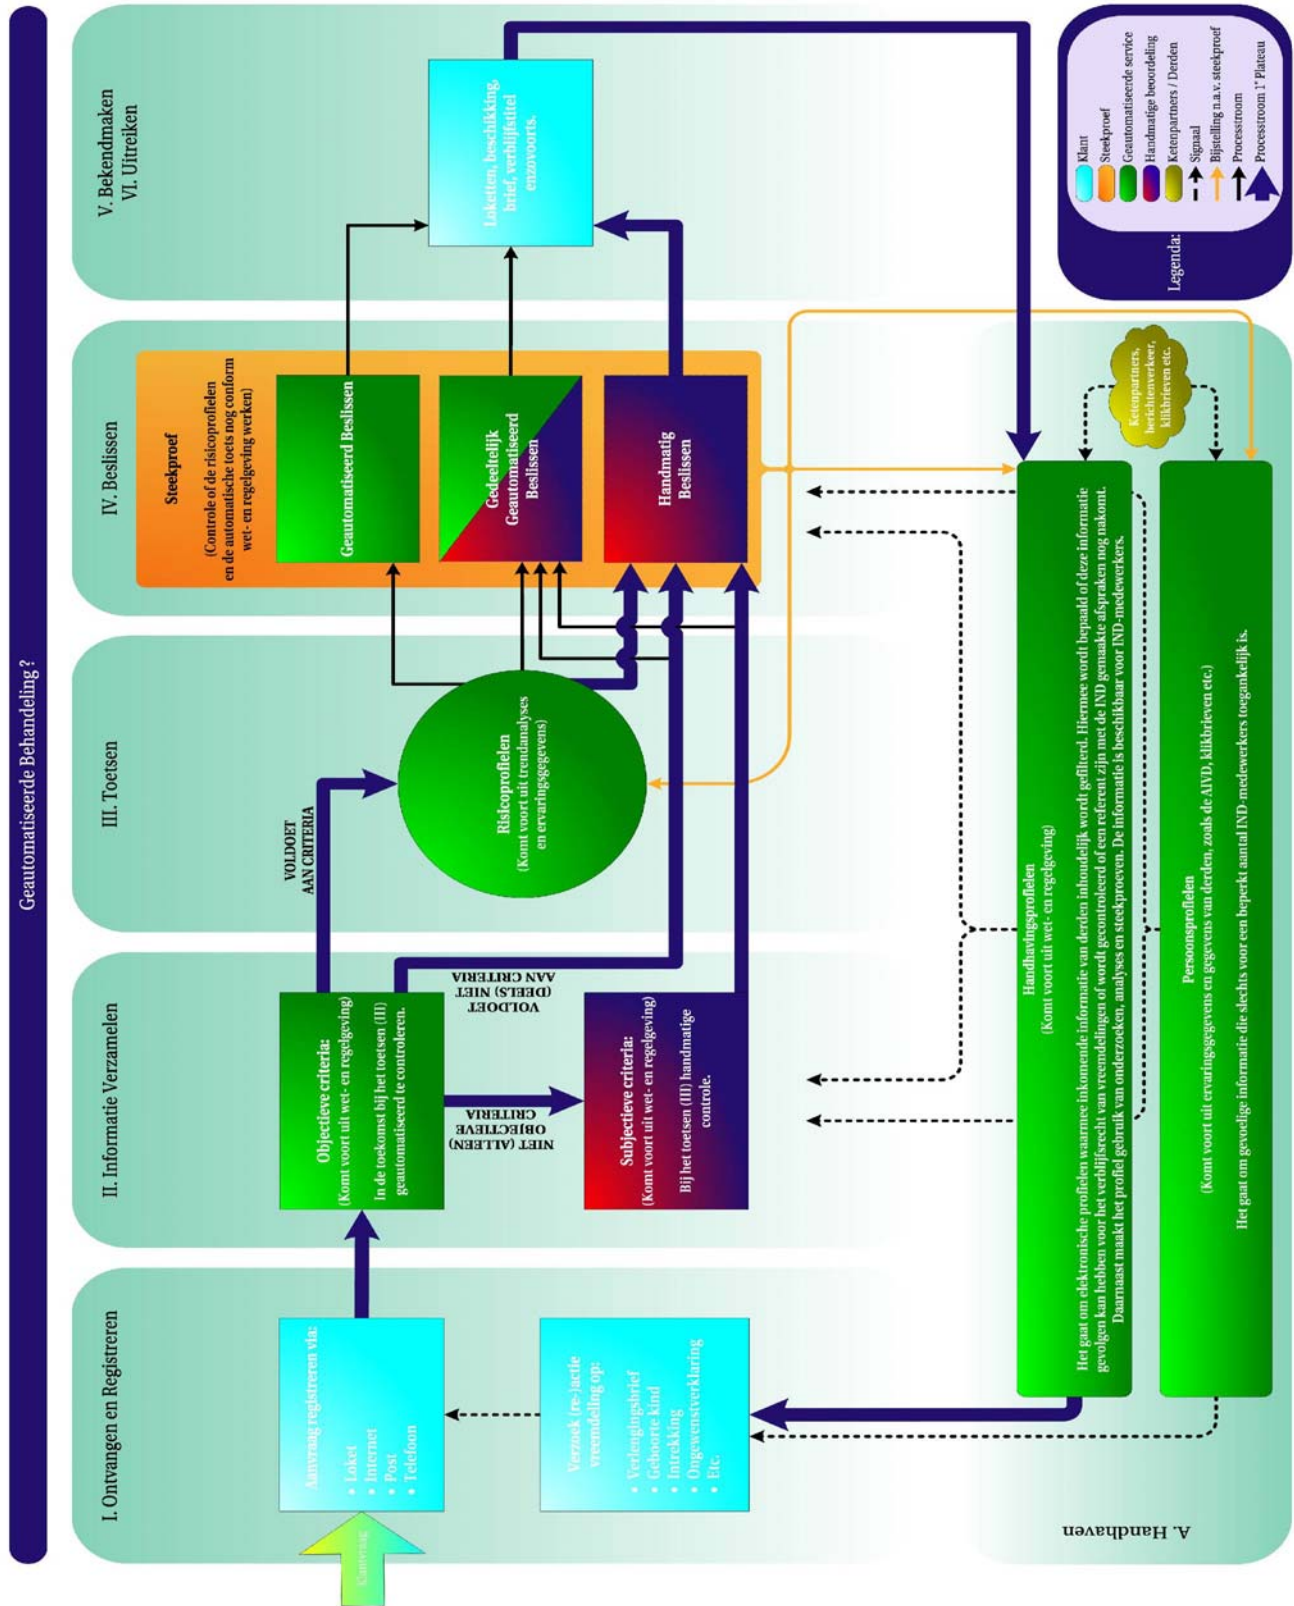 Geautomatiseerde Behandeling ?
I. Ontvangen en Registreren
II. Informatie Verzamelen
III. Toetsen
IV. Beslissen
V. Bekendmaken
VI. Uitreiken
Klantvraag
Aanvraag registreren via:
• Loket
• Internet
• Post
• Telefoon
Verzoek (re-)actie
vreemdeling op:
• Verlengingsbrief
• Geboorte kind
• Intrekking
• Ongewenstverklaring
• Etc.
Objectieve criteria:
(Komt voort uit wet- en regelgeving)
In de toekomst bij het toetsen (III)
geautomatiseerd te controleren.
NIET (ALLEEN)
OBJECTIEVE
CRITERIA
VOLDOET
(DEELS) NIET
AAN CRITERIA
Subjectieve criteria:
(Komt voort uit wet- en regelgeving)
Bij het toetsen (III) handmatige
controle.
VOLDOET
AAN CRITERIA
Risicoprofielen
(Komt voort uit trendanalyses
en ervaringsgegevens)
Steekproef
(Controle of de risicoprofielen
en de automatische toets nog conform
wet- en regelgeving werken)
Geautomatiseerd Beslissen
Gedeeltelijk
Geautomatiseerd
Beslissen
Handmatig
Beslissen
Loketten, beschikking,
brief, verblijfstitel
enzovoorts.
A. Handhaven
Handhavingsprofielen
(Komt voort uit wet- en regelgeving)
Het gaat om elektronische profielen waarmee inkomende informatie van derden inhoudelijk wordt gefilterd. Hiermee wordt bepaald of deze informatie
gevolgen kan hebben voor het verblijfsrecht van vreemdelingen of wordt gecontroleerd of een referent zijn met de IND gemaakte afspraken nog nakomt.
Daarnaast maakt het profiel gebruik van onderzoeken, analyses en steekproeven. De informatie is beschikbaar voor IND-medewerkers.
Persoonsprofielen
(Komt voort uit ervaringsgegevens en gegevens van derden, zoals de AIVD, klikbrieven etc.)
Het gaat om gevoelige informatie die slechts voor een beperkt aantal IND-medewerkers toegankelijk is.
Ketenpartners,
berichtenverkeer,
klikbrieven etc.
Legenda:
Klant
Steekproef
Geautomatiseerde service
Handmatige beoordeling
Ketenpartners / Derden
Signaal
Bijstelling n.a.v. steekproef
Processtroom
Processtroom 1e Plateau